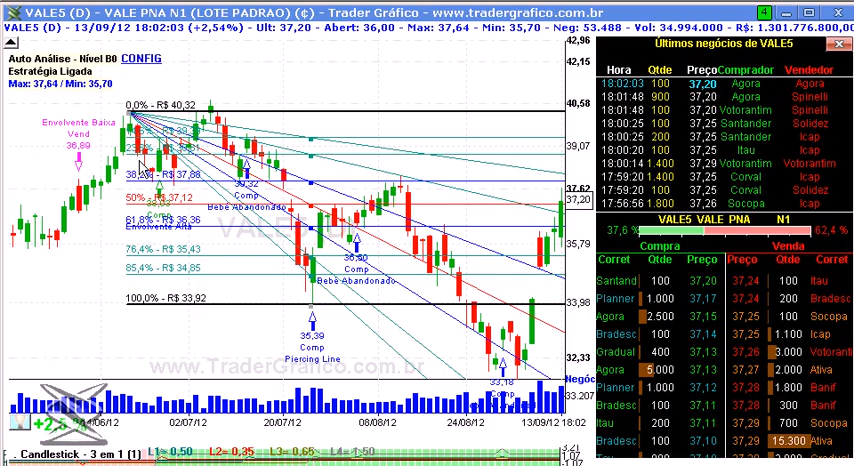 VALE5 (D) - VALE PNA N1 (LOTE PADRAO) (¢) - Trader Gráfico - www.tradergrafico.com.br
4
VALE5 (D) - 13/09/12 18:02:03 (+2,54%) - Ult: 37,20 - Abert: 36,00 - Max: 37,64 - Min: 35,70 - Neg: 53.488 - Vol: 34.994.000 - R$: 1.301.776.800,00
Auto Análise - Nível B0 CONFIG
Estratégia Ligada
Max: 37,64 / Min: 35,70
Envolvente Baixa
Vend
36,89
0,0% - R$ 40,32
38,2% - R$ 37,88
50% - R$ 37,12
61,8% - R$ 36,36
Envolvente Alta
76,4% - R$ 35,43
85,4% - R$ 34,85
100,0% - R$ 33,92
39,32
Comp
Bebê Abandonado
Comp
Bebê Abandonado
35,39
Comp
Piercing Line
33,18
Comp
VALE5
www.TraderGrafico.com.br
42,96
42,15
40,58
39,07
37,62
37,20
35,79
33,98
32,33
Negóc
33.207
02/07/12
20/07/12
08/08/12
24/08/12
13/09/12 18:02
. Candlestick - 3 em 1 (1) L1= 0,50 L2= 0,35 L3= 0,65
3,21
1,07
Últimos negócios de VALE5
Hora Qtde Preço Comprador Vendedor
18:02:03 100 37,20 Agora Agora
18:01:48 900 37,20 Agora Spinelli
18:01:48 100 37,20 Votorantim Spinelli
18:00:25 100 37,25 Santander Solidez
18:00:25 200 37,25 Santander Icap
18:00:20 100 37,25 Itau Icap
18:00:14 1.400 37,29 Votorantim Votorantim
17:59:20 1.400 37,25 Corval Icap
17:59:20 100 37,25 Corval Solidez
17:56:56 1.800 37,26 Socopa Icap
VALE5 VALE PNA N1
37,6 % 62,4 %
Compra Venda
Corret Qtde Preço Preço Qtde Corret
Santand 100 37,20 37,24 100 Itau
Planner 1.000 37,17 37,24 200 Bradesc
Agora 2.500 37,15 37,25 100 Socopa
Bradesc 100 37,14 37,25 1.100 Icap
Gradual 400 37,13 37,26 3.000 Votoranti
Agora 5.000 37,13 37,27 2.000 Ativa
Planner 1.000 37,12 37,28 1.800 Banif
Bradesc 100 37,11 37,28 300 Bradesc
Itau 200 37,11 37,29 700 Socopa
Bradesc 100 37,10 37,29 15.300 Ativa